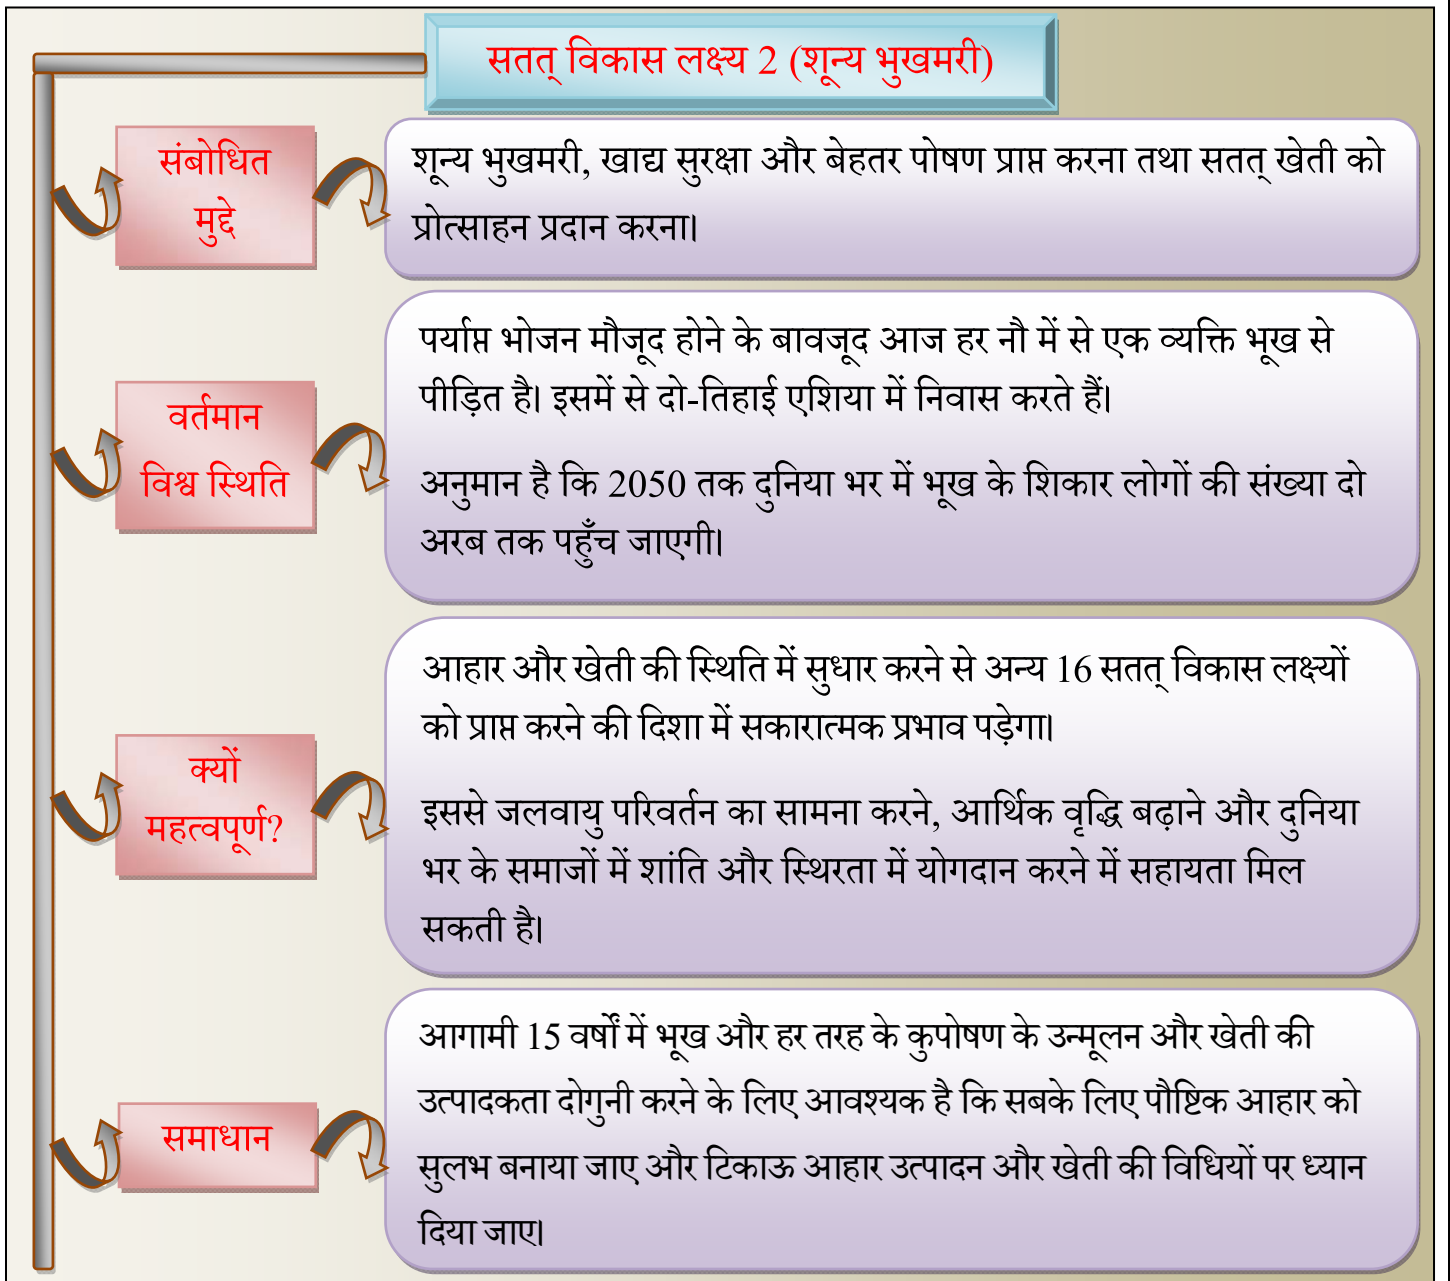 सतत् विकास लक्ष्य 2 (शून्य भुखमरी)
संबोधित
मुद्दे
शून्य भुखमरी, खाद्य सुरक्षा और बेहतर पोषण प्राप्त करना तथा सतत् खेती को
प्रोत्साहन प्रदान करना।
वर्तमान
विश्व स्थिति
पर्याप्त भोजन मौजूद होने के बावजूद आज हर नौ में से एक व्यक्ति भूख से
पीड़ित है। इसमें से दो-तिहाई एशिया में निवास करते हैं।
अनुमान है कि 2050 तक दुनिया भर में भूख के शिकार लोगों की संख्या दो
अरब तक पहुँच जाएगी।
क्यों
महत्वपूर्ण?
आहार और खेती की स्थिति में सुधार करने से अन्य 16 सतत् विकास लक्ष्यों
को प्राप्त करने की दिशा में सकारात्मक प्रभाव पड़ेगा।
इससे जलवायु परिवर्तन का सामना करने, आर्थिक वृद्धि बढ़ाने और दुनिया
भर के समाजों में शांति और स्थिरता में योगदान करने में सहायता मिल
सकती है।
समाधान
आगामी 15 वर्षों में भूख और हर तरह के कुपोषण के उन्मूलन और खेती की
उत्पादकता दोगुनी करने के लिए आवश्यक है कि सबके लिए पौष्टिक आहार को
सुलभ बनाया जाए और टिकाऊ आहार उत्पादन और खेती की विधियों पर ध्यान
दिया जाए।